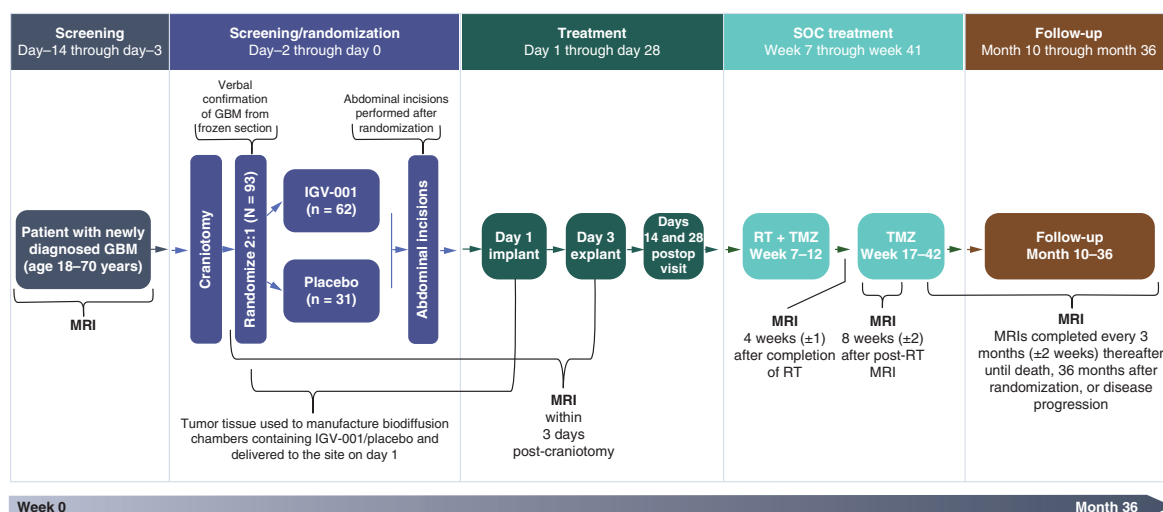 Screening
Day–14 through day–3
Screening/randomization
Day–2 through day 0
Treatment
Day 1 through day 28
SOC treatment
Week 7 through week 41
Follow-up
Month 10 through month 36
Verbal
confirmation
of GBM from
frozen section
Abdominal incisions
performed after
randomization
Patient with newly
diagnosed GBM
(age 18–70 years)
MRI
Craniotomy
Randomize 2:1 (N = 93)
IGV-001
(n = 62)
Placebo
(n = 31)
Abdominal incisions
Day 1
implant
Day 3
explant
Days
14 and 28
postop
visit
RT + TMZ
Week 7–12
TMZ
Week 17–42
Follow-up
Month 10–36
MRI
4 weeks (±1)
after completion
of RT
MRI
8 weeks (±2)
after post-RT
MRI
MRI
MRIs completed every 3
months (±2 weeks) thereafter
until death, 36 months after
randomization, or disease
progression
Tumor tissue used to manufacture biodiffusion
chambers containing IGV-001/placebo and
delivered to the site on day 1
MRI
within
3 days
post-craniotomy
Week 0
Month 36